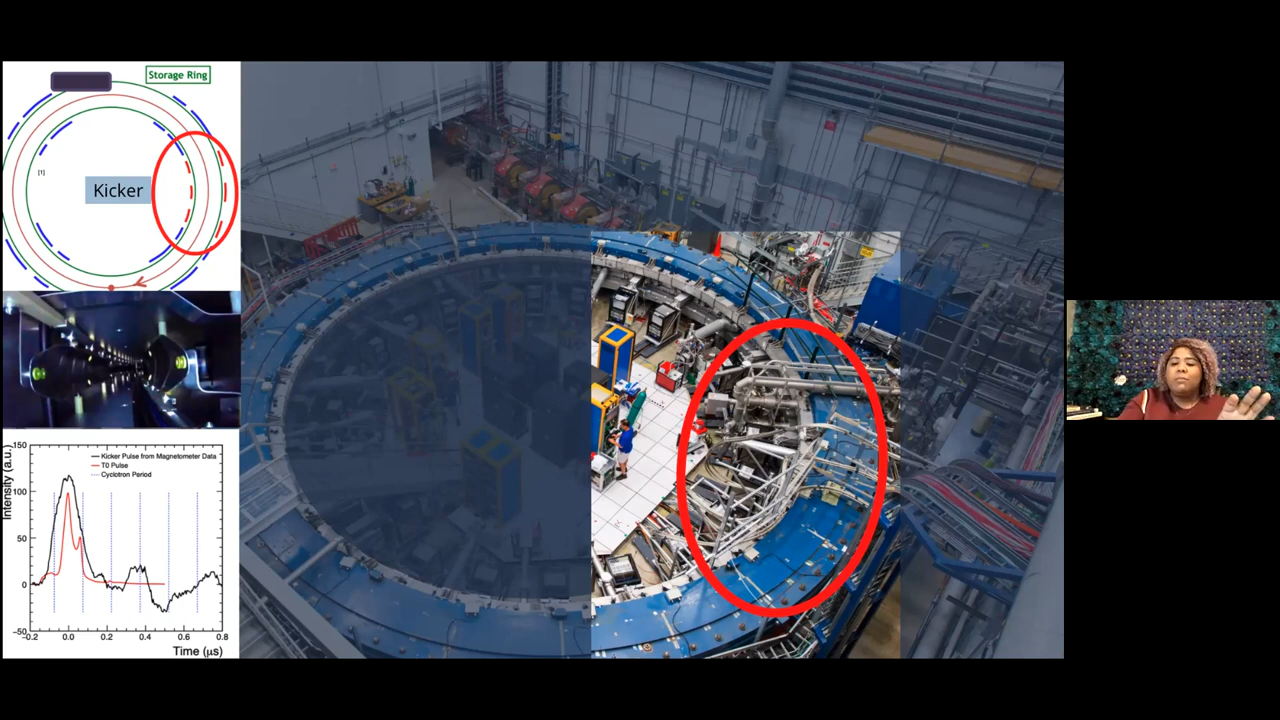 Storage Ring
[1]
Kicker
Intensity (a.u.)
150
100
50
0
−50
Kicker Pulse from Magnetometer Data
T0 Pulse
Cyclotron Period
−0.2
0.0
0.2
0.4
0.6
0.8
Time (μs)